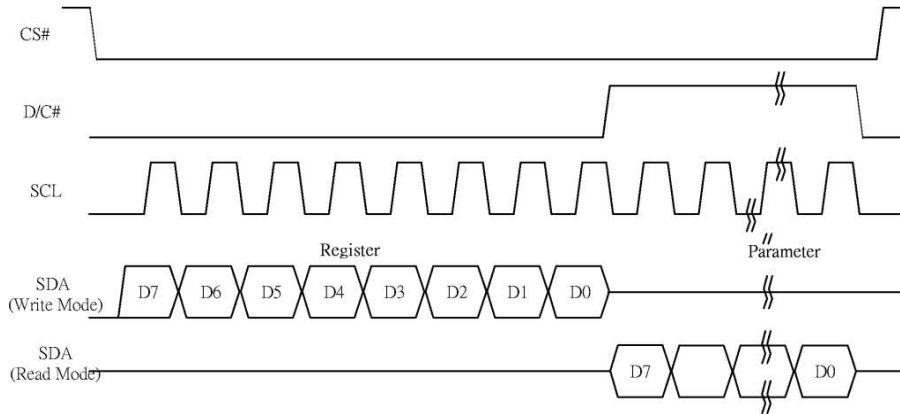 CS#
D/C#
SCL
Register Parameter
SDA
(Write Mode)
D7 D6 D5 D4 D3 D2 D1 D0
SDA
(Read Mode)
D7 D0